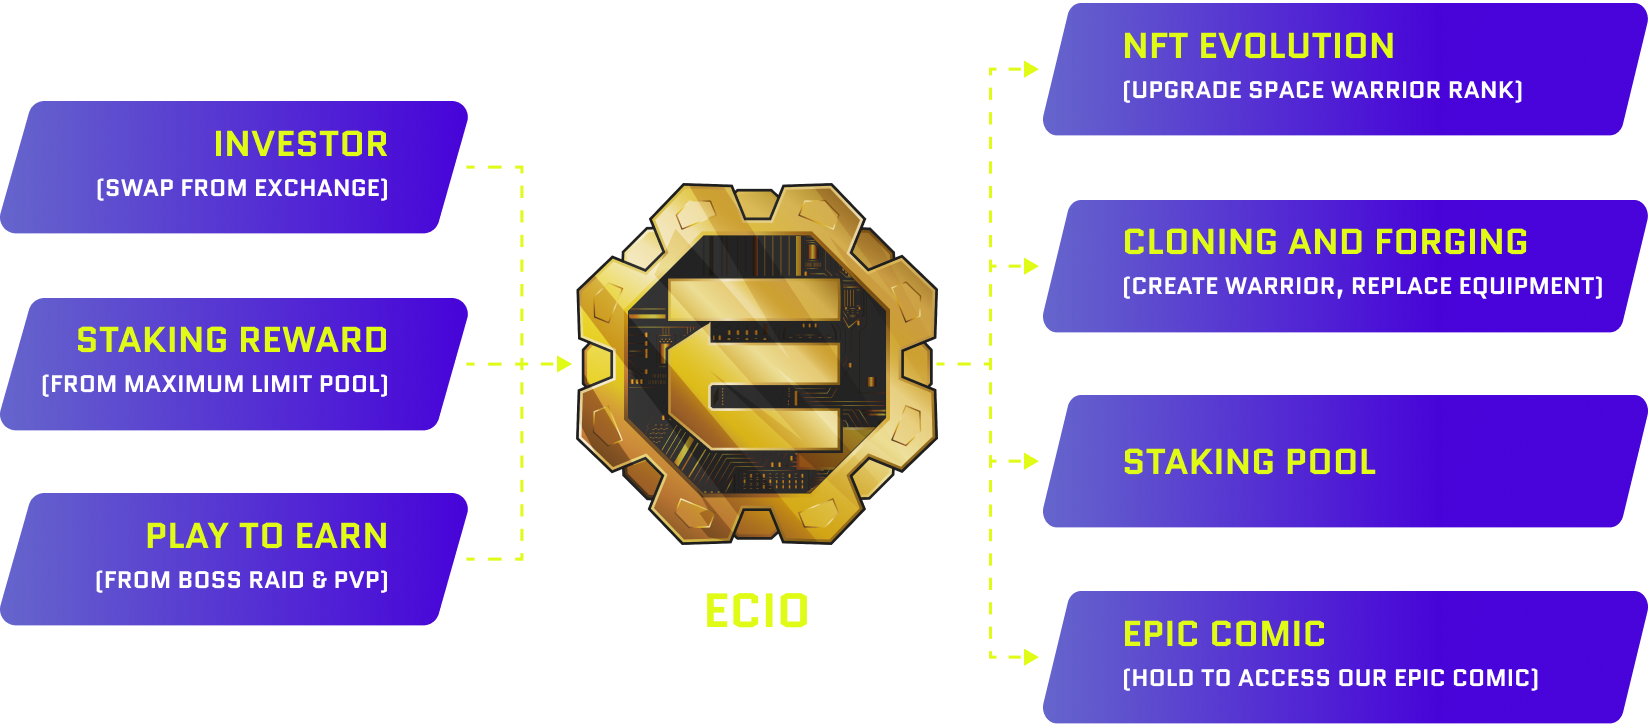 INVESTOR
[SWAP FROM EXCHANGE]
STAKING REWARD
[FROM MAXIMUM LIMIT POOL]
PLAY TO EARN
[FROM BOSS RAID & PVP]
ECIO
NFT EVOLUTION
[UPGRADE SPACE WARRIOR RANK]
CLONING AND FORGING
[CREATE WARRIOR, REPLACE EQUIPMENT]
STAKING POOL
EPIC COMIC
[HOLD TO ACCESS OUR EPIC COMIC]